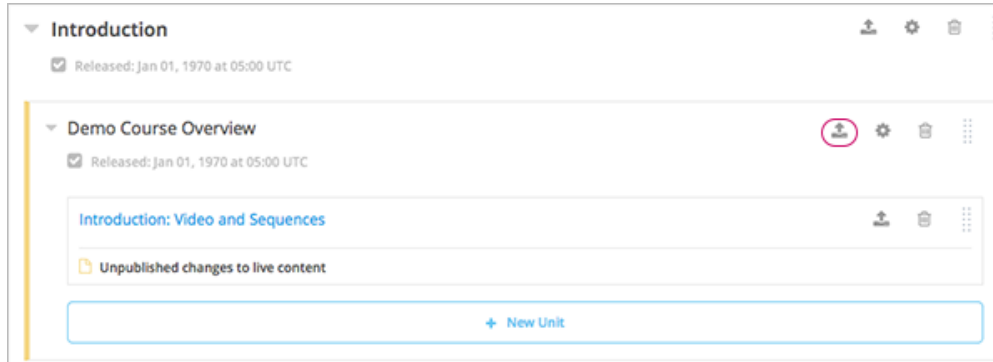 Introduction
Released: Jan 01, 1970 at 05:00 UTC
Demo Course Overview
Released: Jan 01, 1970 at 05:00 UTC
Introduction: Video and Sequences
Unpublished changes to live content
+ New Unit